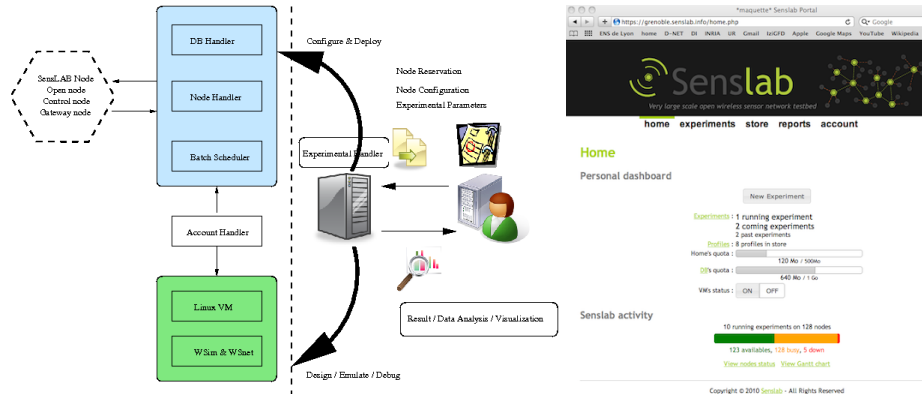 DB Handler
Node Handler
Batch Scheduler
SensLAB Node
Open node
Control node
Gateway node
Account Handler
Linux VM
WSim & WSnet
Configure & Deploy
Node Reservation
Node Configuration
Experimental Parameters
Experimental Handler
Result / Data Analysis / Visualization
Design / Emulate / Debug
*maquette* Senslab Portal
https://grenoble.senslab.info/home.php
Google
ENS de Lyon home D-NET DI INRIA UR Gmail IziGFD Apple Google Maps YouTube Wikipedia
Senslab
Very large scale open wireless sensor network testbed
home experiments store reports account
Home
Personal dashboard
New Experiment
Experiments : 1 running experiment
2 coming experiments
2 past experiments
Profiles : 8 profiles in store
Home's quota :
120 Mo / 500Mo
DB's quota :
640 Mo / 1 Go
VM's status : ON OFF
Senslab activity
10 running experiments on 128 nodes
123 availables, 128 busy, 5 down
View nodes status View Gantt chart
Copyright © 2010 Senslab - All Rights Reserved